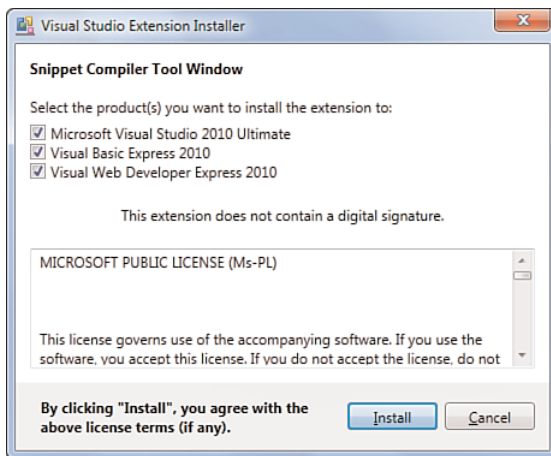 Visual Studio Extension Installer
Snippet Compiler Tool Window
Select the product(s) you want to install the extension to:
Microsoft Visual Studio 2010 Ultimate
Visual Basic Express 2010
Visual Web Developer Express 2010
This extension does not contain a digital signature.
MICROSOFT PUBLIC LICENSE (Ms-PL)
This license governs use of the accompanying software. If you use the
software, you accept this license. If you do not accept the license, do not
By clicking "Install", you agree with the
above license terms (if any).
Install
Cancel